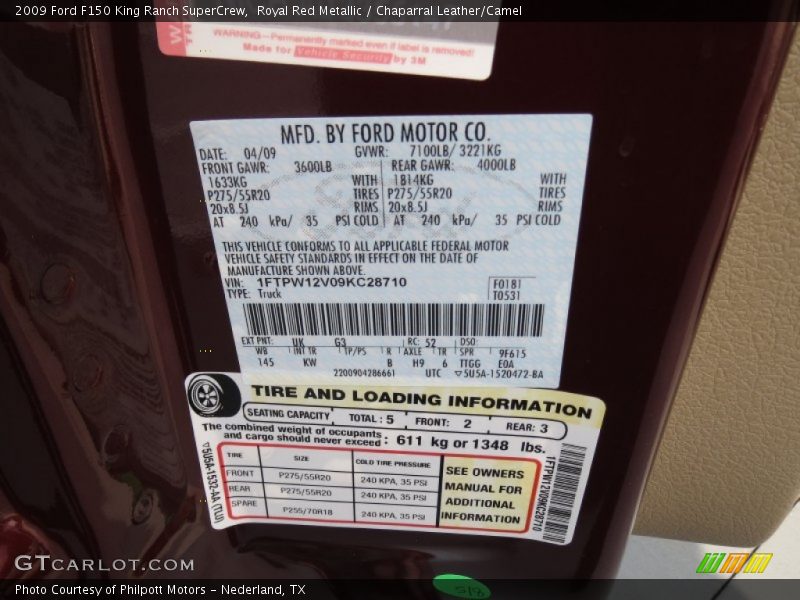 2009 Ford F150 King Ranch SuperCrew, Royal Red Metallic / Chaparral Leather/Camel
WARNING - Permanently marked even if label is removed!
Made for Vehicle Security by 3M
MFD. BY FORD MOTOR CO.
DATE: 04/09 GVWR: 7100LB/ 3221KG
FRONT GAWR: 3600LB REAR GAWR: 4000LB
1633KG WITH 1814KG WITH
P275/55R20 TIRES P275/55R20 TIRES
20x8.5J RIMS 20x8.5J RIMS
AT 240 kPa/ 35 PSI COLD AT 240 kPa/ 35 PSI COLD
THIS VEHICLE CONFORMS TO ALL APPLICABLE FEDERAL MOTOR
VEHICLE SAFETY STANDARDS IN EFFECT ON THE DATE OF
MANUFACTURE SHOWN ABOVE.
VIN: 1FTPW12V09KC28710 F0181
TYPE: Truck T0531
EXT PNT: UK G3 RC: 52 DSO:
WB INT TR TP/PS R AXLE TR SPR 9F615
145 KW B H9 6 TTGG E0A
2200904286661 UTC ▽5U5A-1520472-BA
TIRE AND LOADING INFORMATION
SEATING CAPACITY TOTAL : 5 FRONT: 2 REAR: 3
The combined weight of occupants
and cargo should never exceed : 611 kg or 1348 lbs.
TIRE SIZE COLD TIRE PRESSURE
FRONT P275/55R20 240 KPA, 35 PSI
REAR P275/55R20 240 KPA, 35 PSI
SPARE P255/70R18 240 KPA, 35 PSI
SEE OWNERS
MANUAL FOR
ADDITIONAL
INFORMATION
▽5U5A-1532-AA (TLU)
1FTPW12V09KC28710
GTCARLOT.COM
Photo Courtesy of Philpott Motors - Nederland, TX